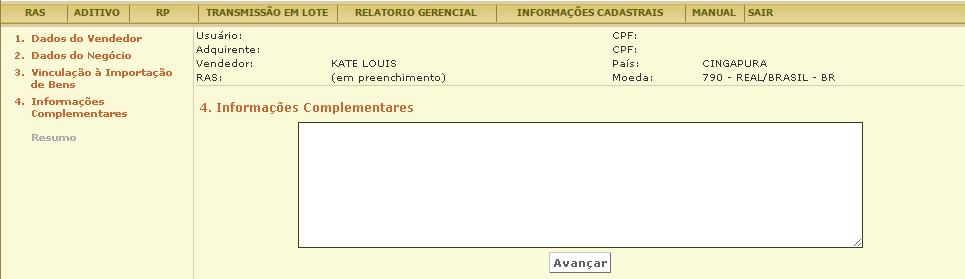 RAS ADITIVO RP TRANSMISSÃO EM LOTE RELATORIO GERENCIAL INFORMAÇÕES CADASTRAIS MANUAL SAIR
1. Dados do Vendedor
2. Dados do Negócio
3. Vinculação à Importação
de Bens
4. Informações
Complementares
Resumo
Usuário: CPF:
Adquirente: CPF:
Vendedor: KATE LOUIS País: CINGAPURA
RAS: (em preenchimento) Moeda: 790 - REAL/BRASIL - BR
4. Informações Complementares
Avançar